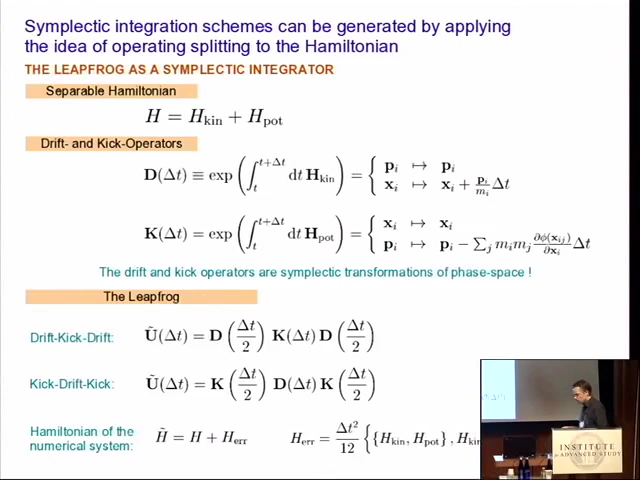 Symplectic integration schemes can be generated by applying
the idea of operating splitting to the Hamiltonian
THE LEAPFROG AS A SYMPLECTIC INTEGRATOR
Separable Hamiltonian
H = H_kin + H_pot
Drift- and Kick-Operators
D(Δt) ≡ exp ( ∫_t^{t+Δt} dt H_kin ) = { p_i ↦ p_i
x_i ↦ x_i + p_i/m_i Δt
K(Δt) = exp ( ∫_t^{t+Δt} dt H_pot ) = { x_i ↦ x_i
p_i ↦ p_i − ∑_j m_i m_j ∂φ(x_ij)/∂x_i Δt
The drift and kick operators are symplectic transformations of phase-space !
The Leapfrog
Drift-Kick-Drift: Ũ(Δt) = D (Δt/2) K(Δt) D (Δt/2)
Kick-Drift-Kick: Ũ(Δt) = K (Δt/2) D(Δt) K (Δt/2)
Hamiltonian of the
numerical system: H̃ = H + H_err H_err = Δt²/12 { {H_kin, H_pot} , H_kin
INSTITUTE
ADVANCED STUDY